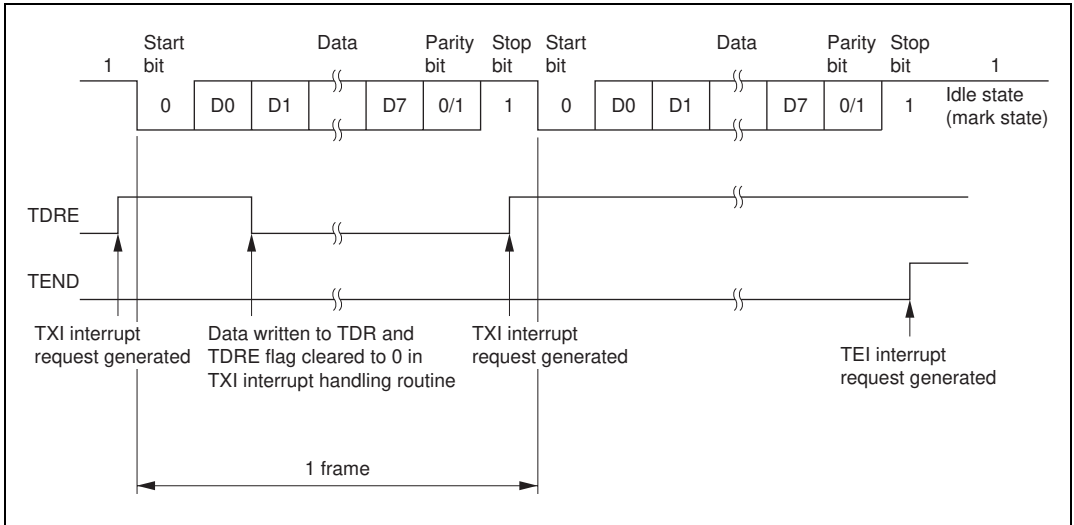 Start
bit
Data
Parity
bit
Stop
bit
Start
bit
Data
Parity
bit
Stop
bit
1
1
0
D0
D1
D7
0/1
1
0
D0
D1
D7
0/1
1
Idle state
(mark state)
TDRE
TEND
TXI interrupt
request generated
Data written to TDR and
TDRE flag cleared to 0 in
TXI interrupt handling routine
TXI interrupt
request generated
TEI interrupt
request generated
1 frame